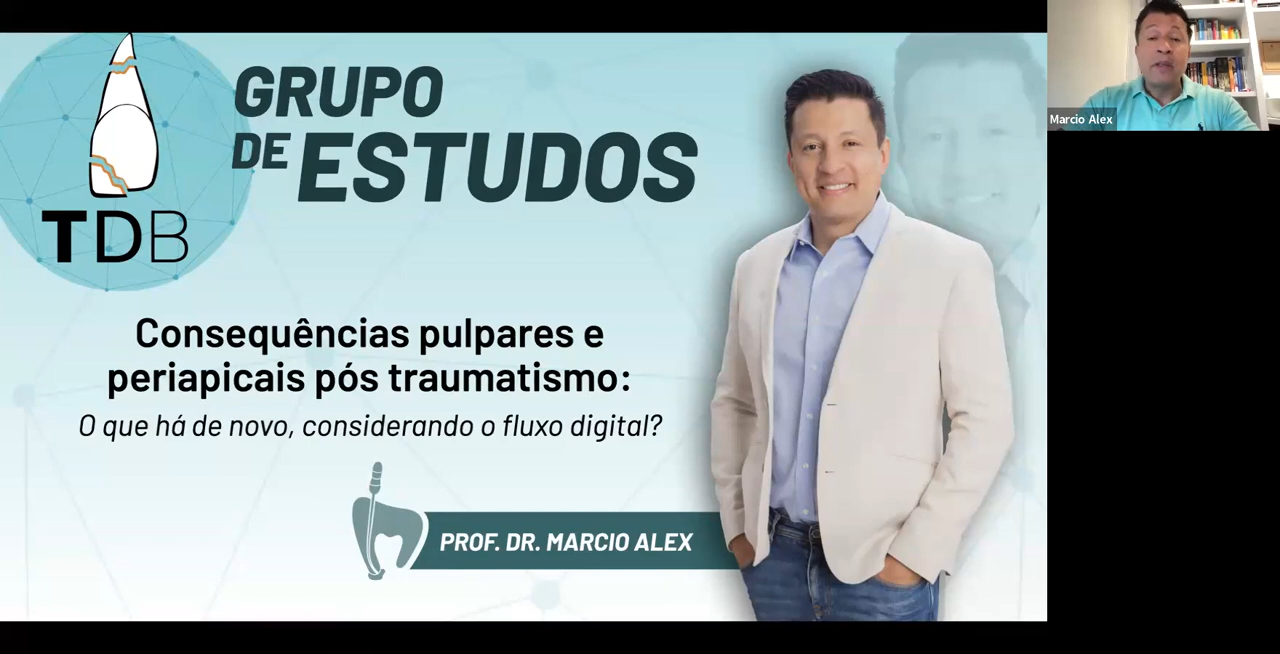 GRUPO
DE ESTUDOS
TDB
Consequências pulpares e
periapicais pós traumatismo:
O que há de novo, considerando o fluxo digital?
PROF. DR. MARCIO ALEX
Marcio Alex